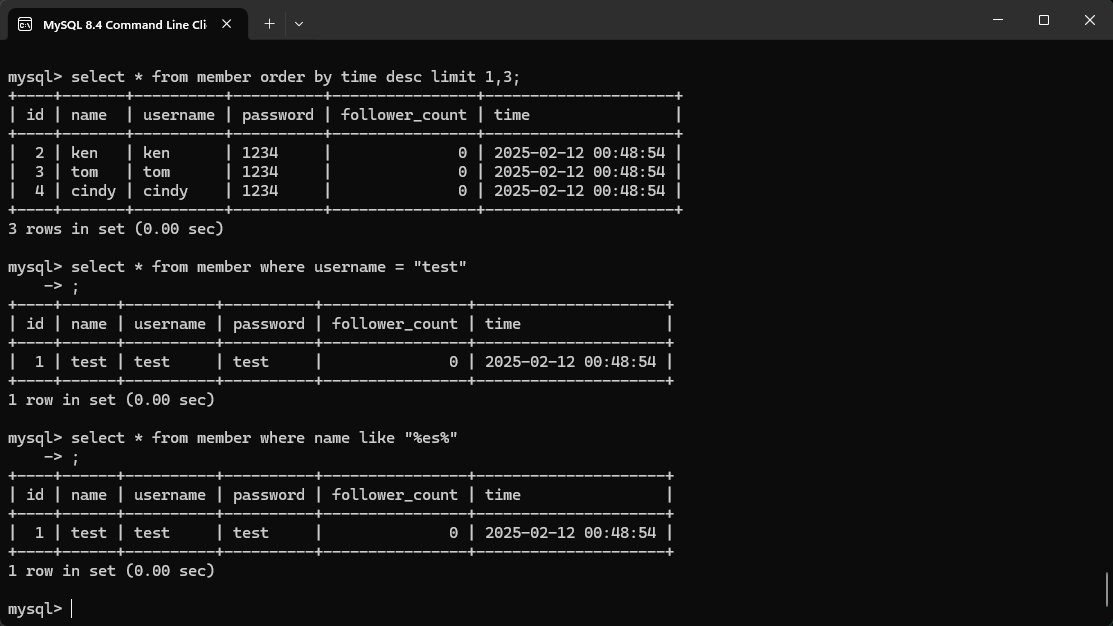 MySQL 8.4 Command Line Cli
mysql> select * from member order by time desc limit 1,3;
+----+-------+----------+----------+----------------+---------------------+
| id | name  | username | password | follower_count | time                |
+----+-------+----------+----------+----------------+---------------------+
|  2 | ken   | ken      | 1234     |              0 | 2025-02-12 00:48:54 |
|  3 | tom   | tom      | 1234     |              0 | 2025-02-12 00:48:54 |
|  4 | cindy | cindy    | 1234     |              0 | 2025-02-12 00:48:54 |
+----+-------+----------+----------+----------------+---------------------+
3 rows in set (0.00 sec)
mysql> select * from member where username = "test"
    -> ;
+----+------+----------+----------+----------------+---------------------+
| id | name | username | password | follower_count | time                |
+----+------+----------+----------+----------------+---------------------+
|  1 | test | test     | test     |              0 | 2025-02-12 00:48:54 |
+----+------+----------+----------+----------------+---------------------+
1 row in set (0.00 sec)
mysql> select * from member where name like "%es%"
    -> ;
+----+------+----------+----------+----------------+---------------------+
| id | name | username | password | follower_count | time                |
+----+------+----------+----------+----------------+---------------------+
|  1 | test | test     | test     |              0 | 2025-02-12 00:48:54 |
+----+------+----------+----------+----------------+---------------------+
1 row in set (0.00 sec)
mysql>